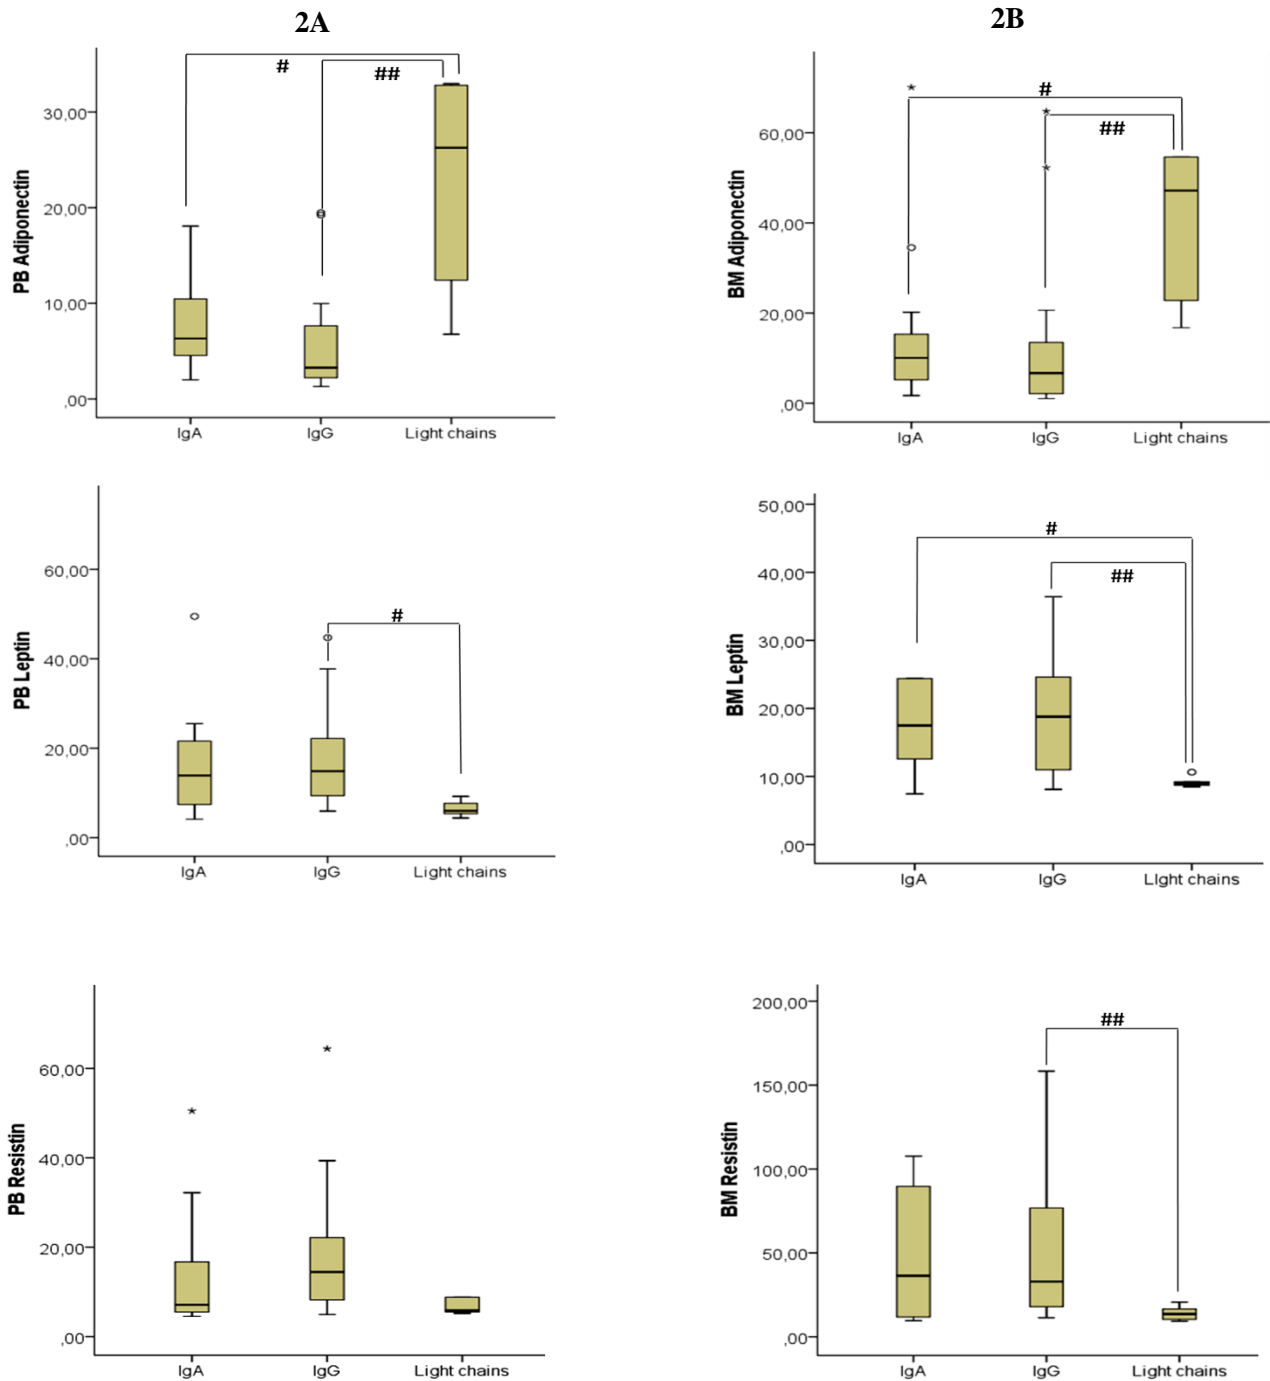 2A
2B
#
##
30,00
20,00
10,00
,00
PB Adiponectin
IgA IgG Light chains
#
##
60,00
40,00
20,00
,00
BM Adiponectin
IgA IgG Light chains
#
60,00
40,00
20,00
,00
PB Leptin
IgA IgG Light chains
#
##
50,00
40,00
30,00
20,00
10,00
,00
BM Leptin
IgA IgG LIght chains
60,00
40,00
20,00
,00
PB Resistin
IgA IgG Light chains
##
200,00
150,00
100,00
50,00
,00
BM Resistin
IgA IgG Light chains